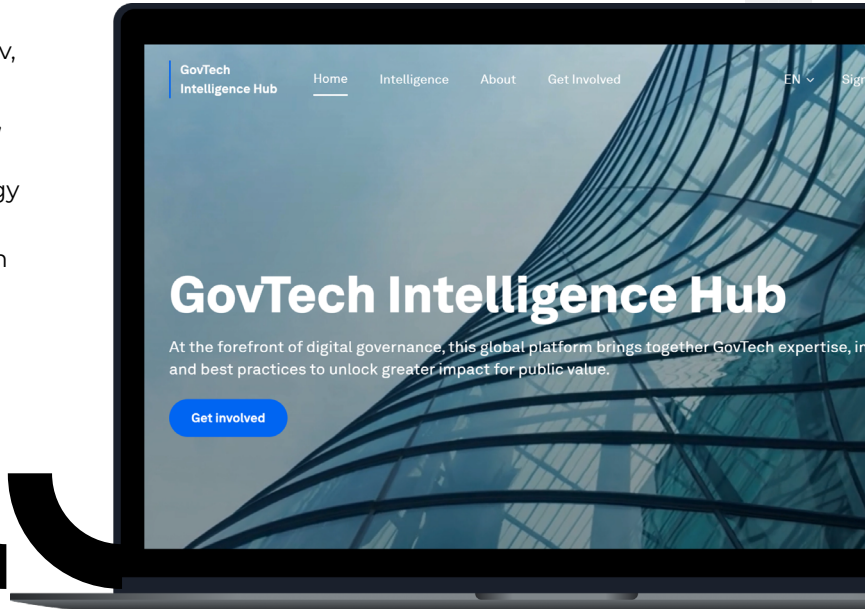 GovTech
Intelligence Hub
Home
Intelligence
About
Get Involved
EN
GovTech Intelligence Hub
At the forefront of digital governance, this global platform brings together GovTech expertise,
and best practices to unlock greater impact for public value.
Get involved